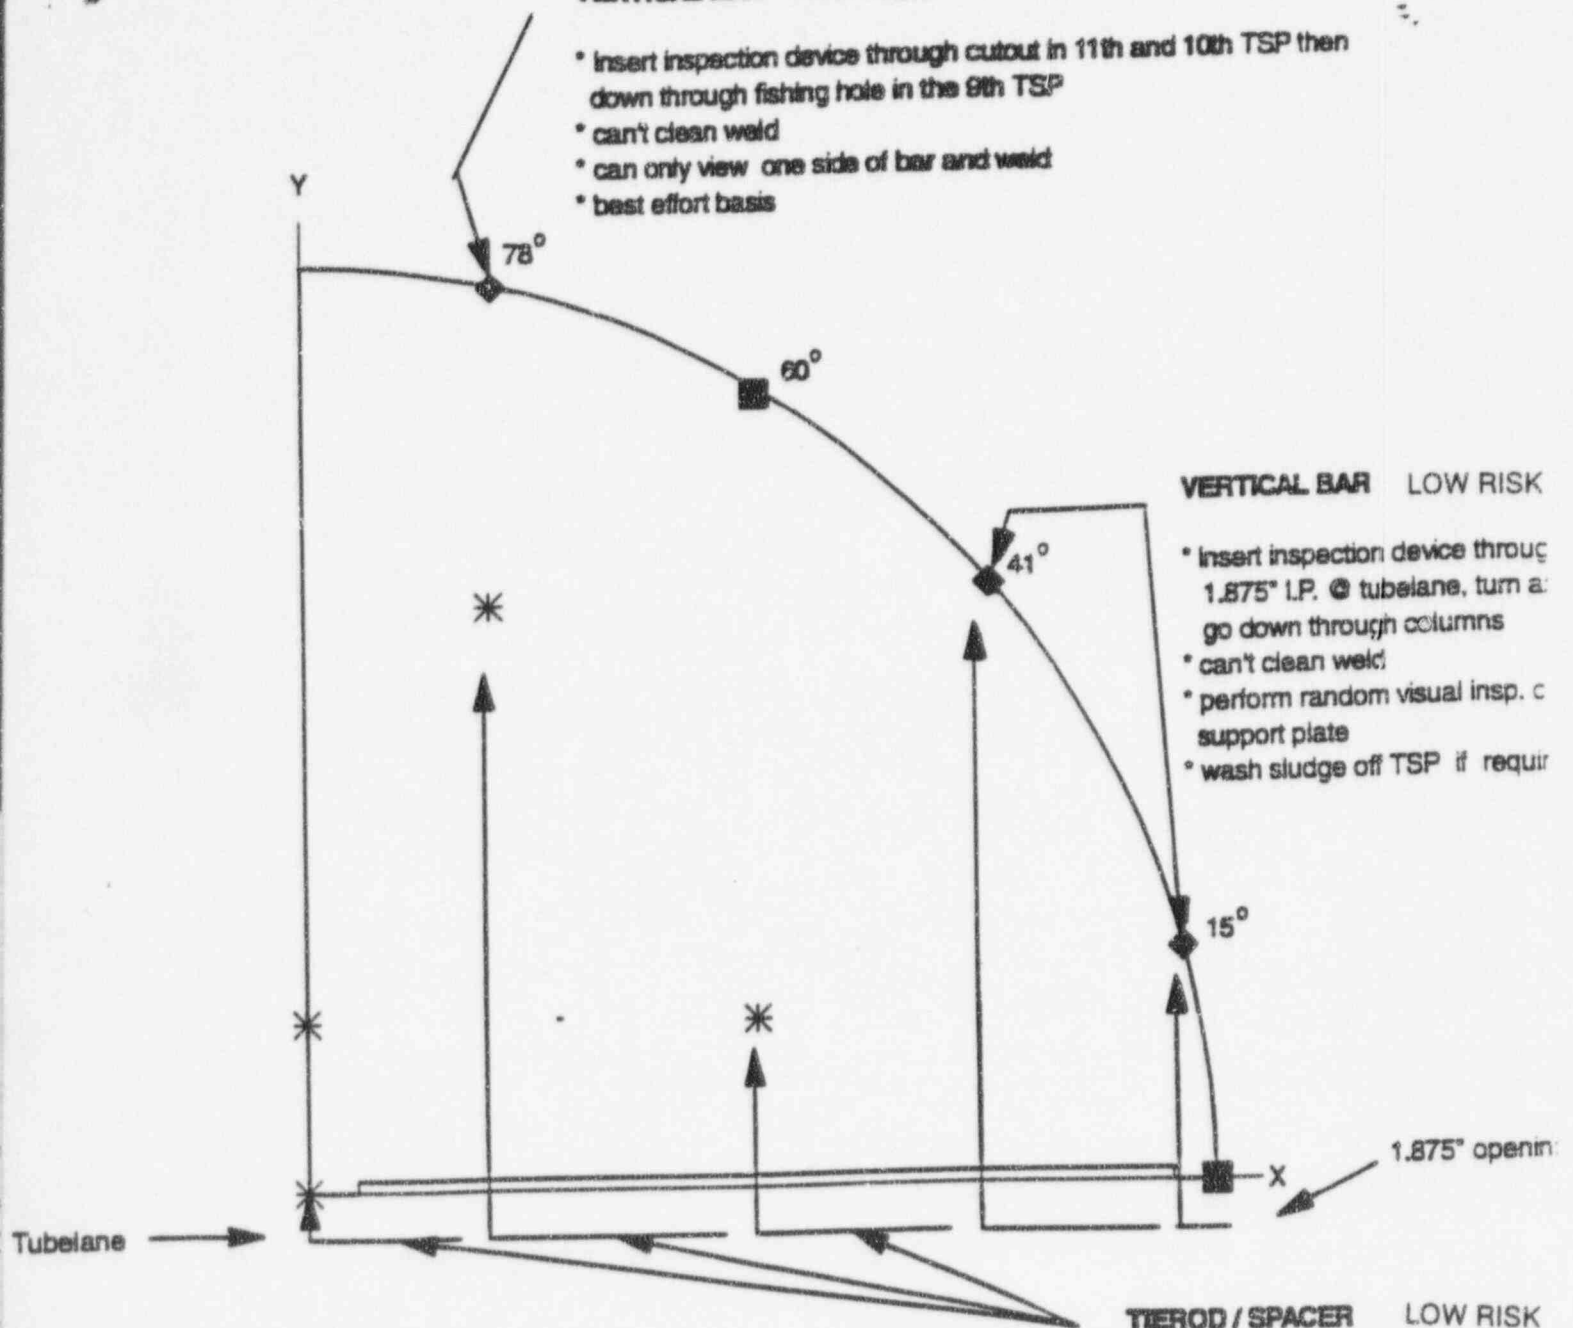 * Insert inspection device through cutout in 11th and 10th TSP then
down through fishing hole in the 9th TSP
* can't clean weld
* can only view one side of bar and weld
* best effort basis
Y
78°
60°
VERTICAL BAR LOW RISK
41°
* Insert inspection device throug
1.875" I.P. @ tubelane, turn a
go down through columns
* can't clean weld
* perform random visual insp. c
support plate
* wash sludge off TSP if requir
15°
1.875" openin
X
Tubelane
TIEROD / SPACER LOW RISK